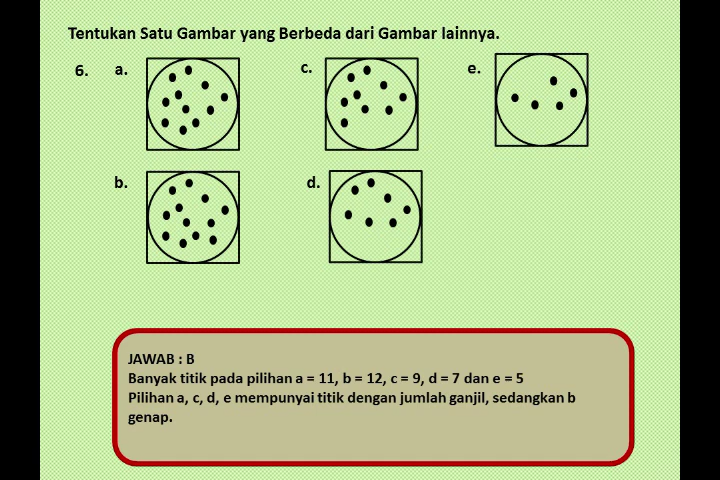 Tentukan Satu Gambar yang Berbeda dari Gambar lainnya.
6. a. c. e.
b. d.
JAWAB : B
Banyak titik pada pilihan a = 11, b = 12, c = 9, d = 7 dan e = 5
Pilihan a, c, d, e mempunyai titik dengan jumlah ganjil, sedangkan b
genap.